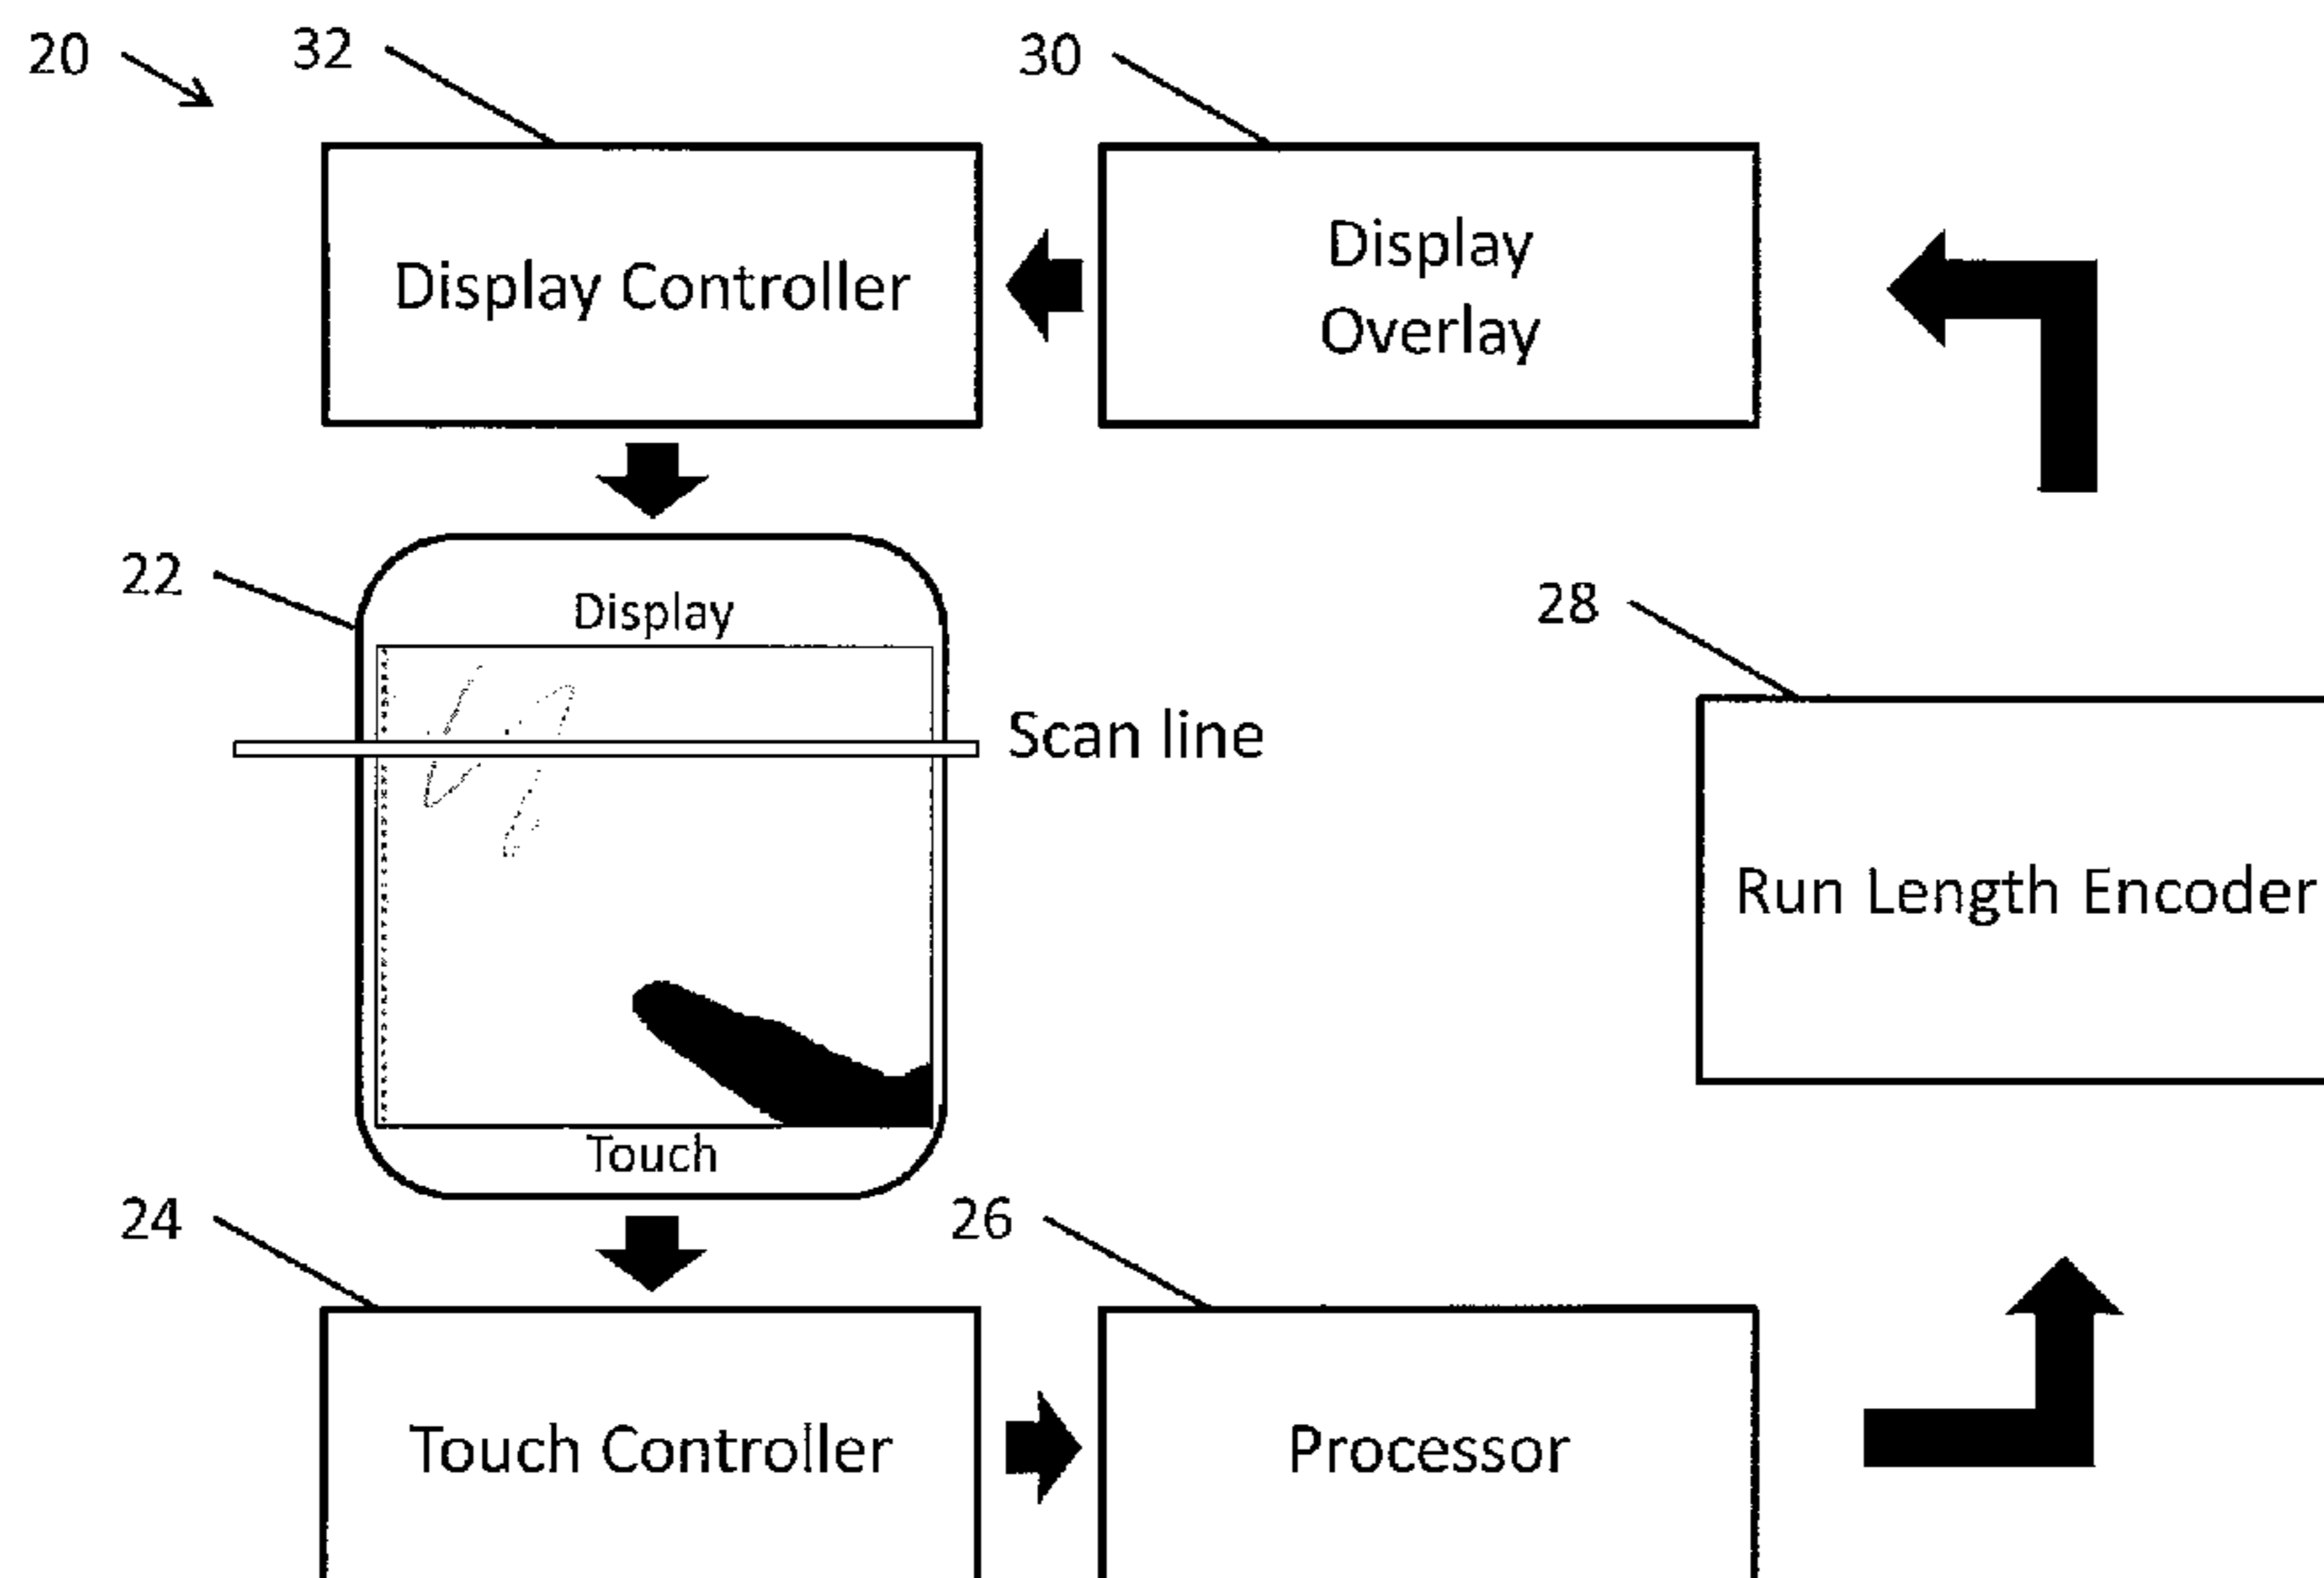 20
32
30
Display Controller
Display
Overlay
22
Display
28
Scan line
Run Length Encoder
Touch
24
26
Touch Controller
Processor